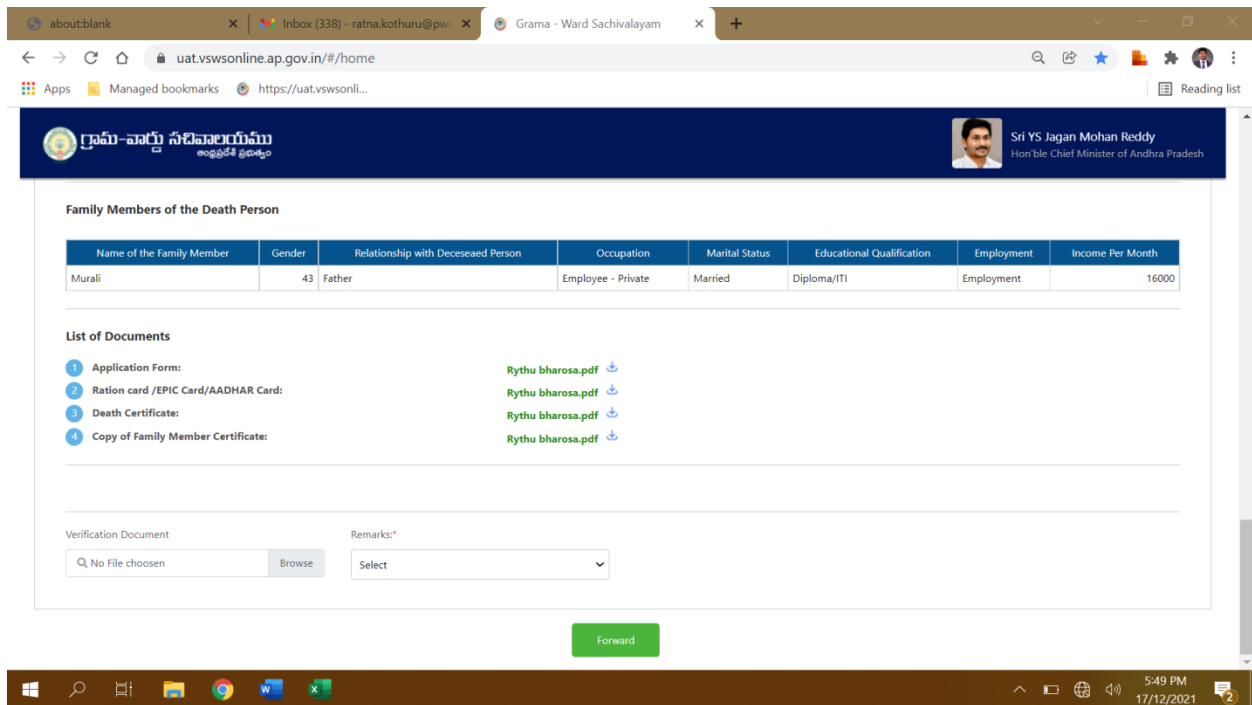 about:blank
Inbox (338) - ratna.kothuru@pwc
Grama - Ward Sachivalayam
uat.vswsonline.ap.gov.in/#/home
Apps Managed bookmarks https://uat.vswsonli... Reading list
గ్రామ-వార్డు సచివాలయము
ఆంధ్రప్రదేశ్ ప్రభుత్వం
Sri YS Jagan Mohan Reddy
Hon'ble Chief Minister of Andhra Pradesh
Family Members of the Death Person
Name of the Family Member Gender Relationship with Deceseaed Person Occupation Marital Status Educational Qualification Employment Income Per Month
Murali 43 Father Employee - Private Married Diploma/ITI Employment 16000
List of Documents
1 Application Form: Rythu bharosa.pdf
2 Ration card /EPIC Card/AADHAR Card: Rythu bharosa.pdf
3 Death Certificate: Rythu bharosa.pdf
4 Copy of Family Member Certificate: Rythu bharosa.pdf
Verification Document Remarks:*
No File choosen Browse Select
Forward
5:49 PM
17/12/2021
2